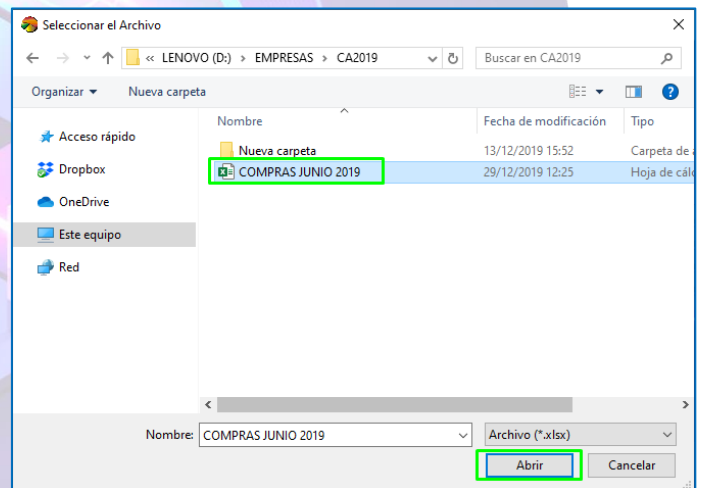 Seleccionar el Archivo
« LENOVO (D:) > EMPRESAS > CA2019
Buscar en CA2019
Organizar Nueva carpeta
Nombre Fecha de modificación Tipo
Acceso rápido
Dropbox
OneDrive
Este equipo
Red
Nueva carpeta 13/12/2019 15:52 Carpeta de
COMPRAS JUNIO 2019 29/12/2019 12:25 Hoja de cálc
Nombre: COMPRAS JUNIO 2019 Archivo (*.xlsx)
Abrir Cancelar